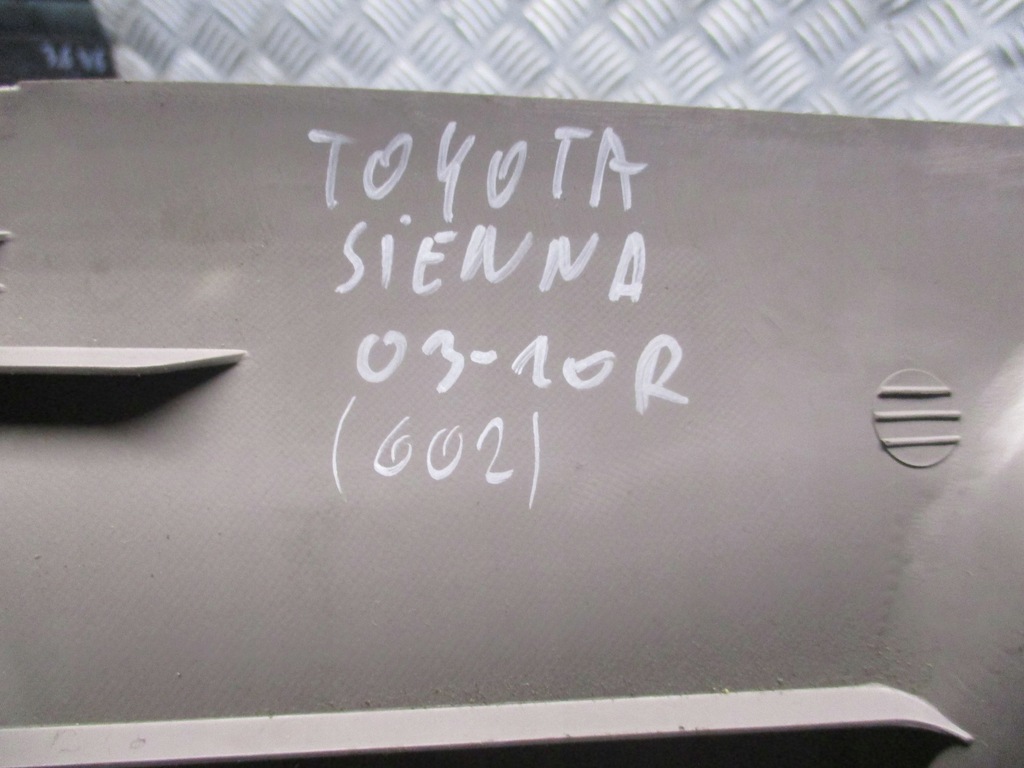 TOYOTA
SiENNA
03-10R
(602)